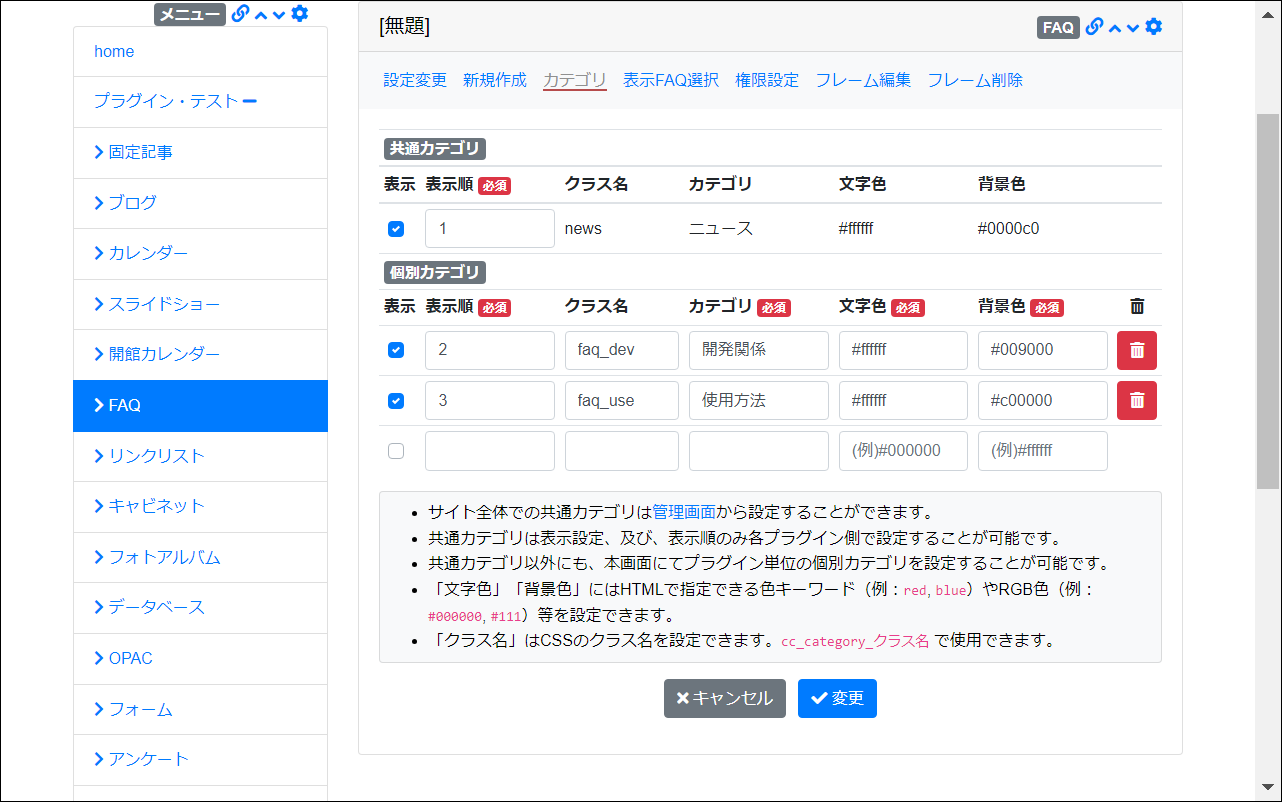 メニュー
home
プラグイン・テスト
固定記事
ブログ
カレンダー
スライドショー
開館カレンダー
FAQ
リンクリスト
キャビネット
フォトアルバム
データベース
OPAC
フォーム
アンケート
[無題]
FAQ
設定変更 新規作成 カテゴリ 表示FAQ選択 権限設定 フレーム編集 フレーム削除
共通カテゴリ
表示 表示順 必須 クラス名 カテゴリ 文字色 背景色
1 news ニュース #ffffff #0000c0
個別カテゴリ
表示 表示順 必須 クラス名 カテゴリ 必須 文字色 必須 背景色 必須
2 faq_dev 開発関係 #ffffff #009000
3 faq_use 使用方法 #ffffff #c00000
(例)#000000 (例)#ffffff
サイト全体での共通カテゴリは管理画面から設定することができます。
共通カテゴリは表示設定、及び、表示順のみ各プラグイン側で設定することが可能です。
共通カテゴリ以外にも、本画面にてプラグイン単位の個別カテゴリを設定することが可能です。
「文字色」「背景色」にはHTMLで指定できる色キーワード（例：red, blue）やRGB色（例：
#000000, #111）等を設定できます。
「クラス名」はCSSのクラス名を設定できます。cc_category_クラス名 で使用できます。
キャンセル 変更